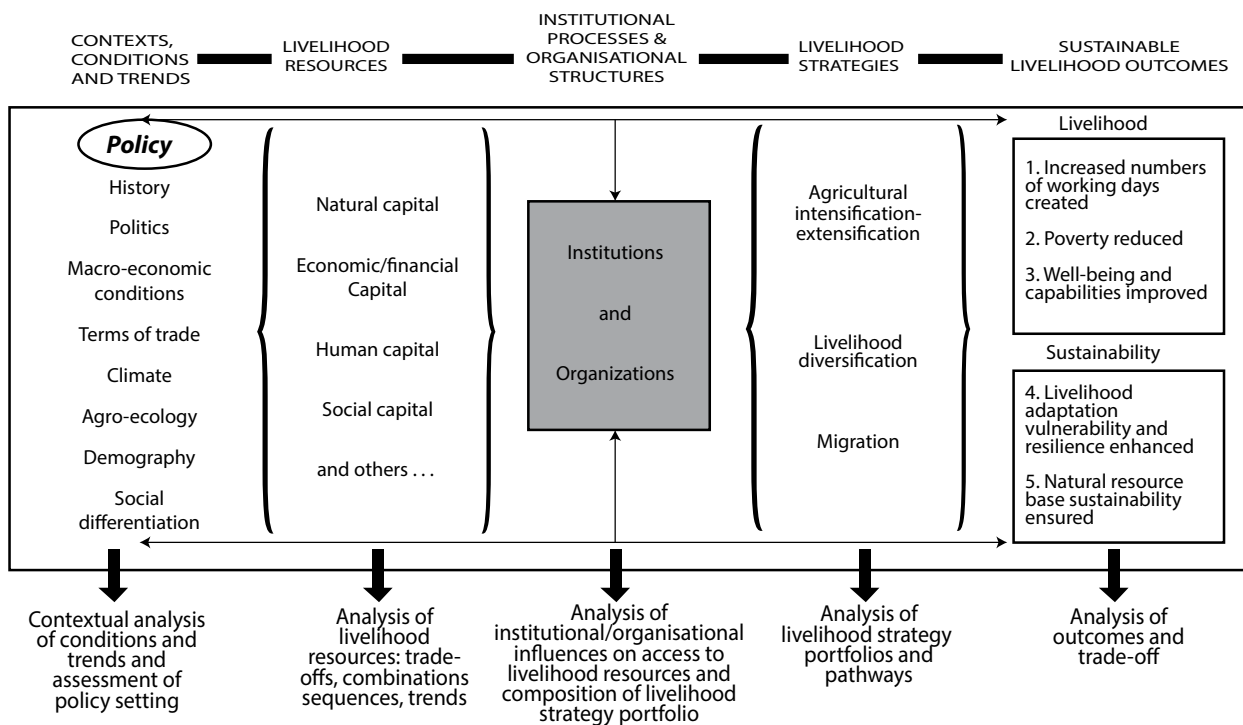 CONTEXTS,
CONDITIONS
AND TRENDS
LIVELIHOOD
RESOURCES
INSTITUTIONAL
PROCESSES &
ORGANISATIONAL
STRUCTURES
LIVELIHOOD
STRATEGIES
SUSTAINABLE
LIVELIHOOD OUTCOMES
Policy
History
Politics
Macro-economic
conditions
Terms of trade
Climate
Agro-ecology
Demography
Social
differentiation
Natural capital
Economic/financial
Capital
Human capital
Social capital
and others ...
Institutions
and
Organizations
Agricultural
intensification-
extensification
Livelihood
diversification
Migration
Livelihood
1. Increased numbers
of working days
created
2. Poverty reduced
3. Well-being and
capabilities improved
Sustainability
4. Livelihood
adaptation
vulnerability and
resilience enhanced
5. Natural resource
base sustainability
ensured
Contextual analysis
of conditions and
trends and
assessment of
policy setting
Analysis of
livelihood
resources: trade-
offs, combinations
sequences, trends
Analysis of
institutional/organisational
influences on access to
livelihood resources and
composition of livelihood
strategy portfolio
Analysis of
livelihood strategy
portfolios and
pathways
Analysis of
outcomes and
trade-off